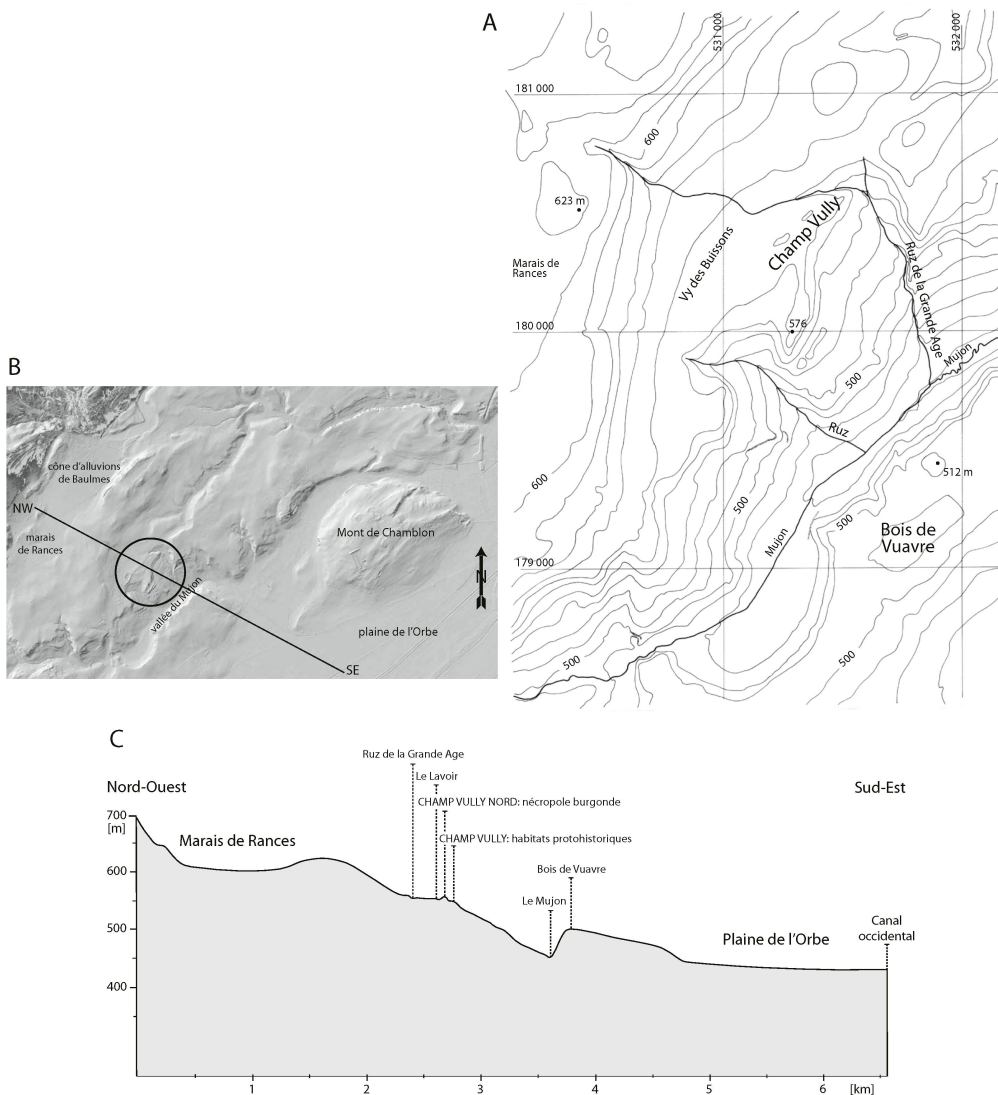 A
531 000
532 000
181 000
600
623 m
Champ Vully
Vy des Buissons
Ruz de la Grande Age
Marais de
Rances
180 000
576
Mujon
500
Ruz
512 m
600
500
500
Bois de
Vuavre
Mujon
179 000
500
500
B
cône d'alluvions
de Baulmes
NW
marais
de Rances
Mont de Chamblon
N
vallée du Mujon
plaine de l'Orbe
SE
C
Ruz de la Grande Age
Nord-Ouest
Le Lavoir
Sud-Est
CHAMP VULLY NORD: nécropole burgonde
700
[m]
Marais de Rances
CHAMP VULLY: habitats protohistoriques
600
Bois de Vuavre
Le Mujon
Canal
occidental
500
Plaine de l'Orbe
400
1 2 3 4 5 6 [km]